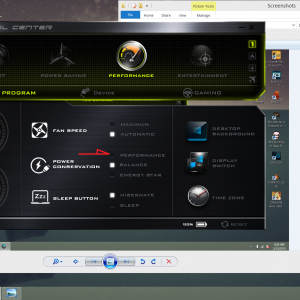 Picture Tools
Screenshots
File
Home
Share
View
Manage
CENTER
POWER SAVING
PERFORMANCE
ENTERTAINMENT
PROGRAM
DEVICE
GAMING
FAN SPEED
MAXIMUM
AUTOMATIC
DESKTOP
BACKGROUND
POWER
CONSERVATION
PERFORMANCE
BALANCE
ENERGY STAR
DISPLAY
SWITCH
SLEEP BUTTON
HIBERNATE
SLEEP
TIME ZONE
RESET